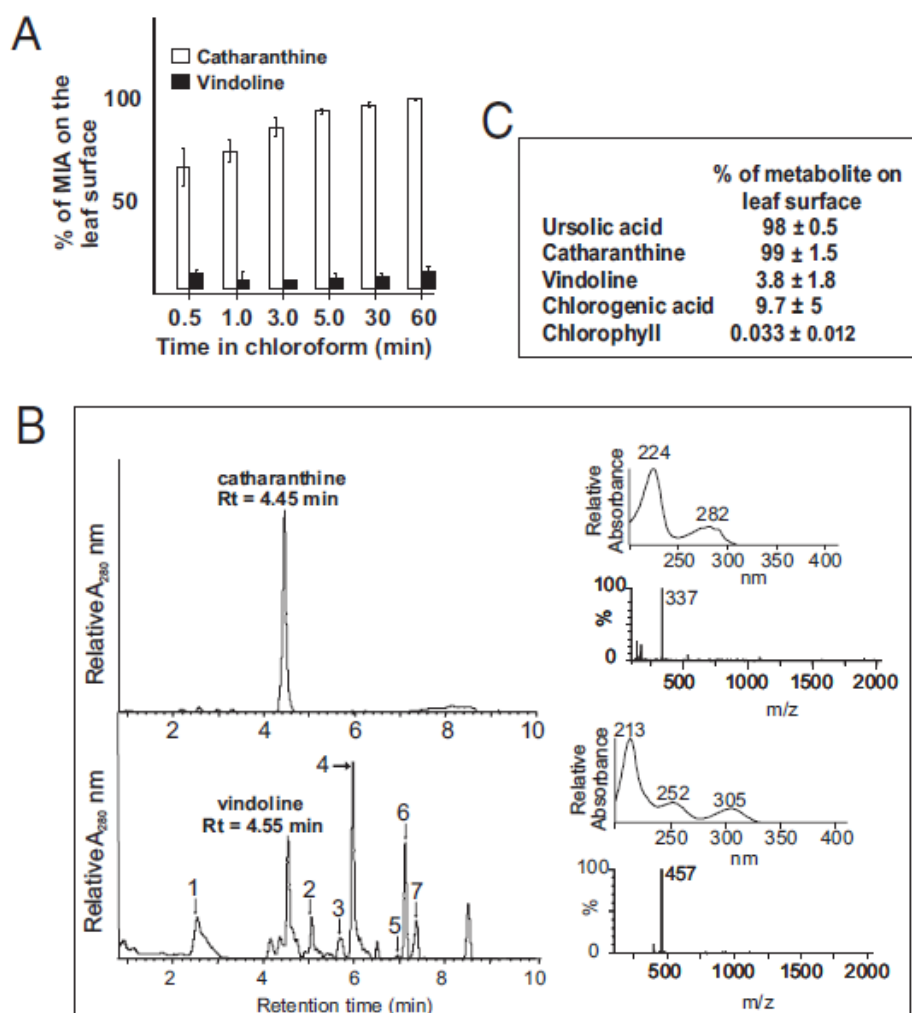 A
Catharanthine
Vindoline
% of MIA on the
leaf surface
100
50
0.5 1.0 3.0 5.0 30 60
Time in chloroform (min)
C
% of metabolite on
leaf surface
Ursolic acid 98 ± 0.5
Catharanthine 99 ± 1.5
Vindoline 3.8 ± 1.8
Chlorogenic acid 9.7 ± 5
Chlorophyll 0.033 ± 0.012
B
Relative A280 nm
catharanthine
Rt = 4.45 min
2 4 6 8 10
Relative
Absorbance
224
282
250 300 350 400
nm
%
100
0
337
500 1000 1500 2000
m/z
Relative A280 nm
vindoline
Rt = 4.55 min
1
2
3
4
5
6
7
2 4 6 8 10
Retention time (min)
Relative
Absorbance
213
252
305
250 300 350 400
nm
%
100
0
457
500 1000 1500 2000
m/z